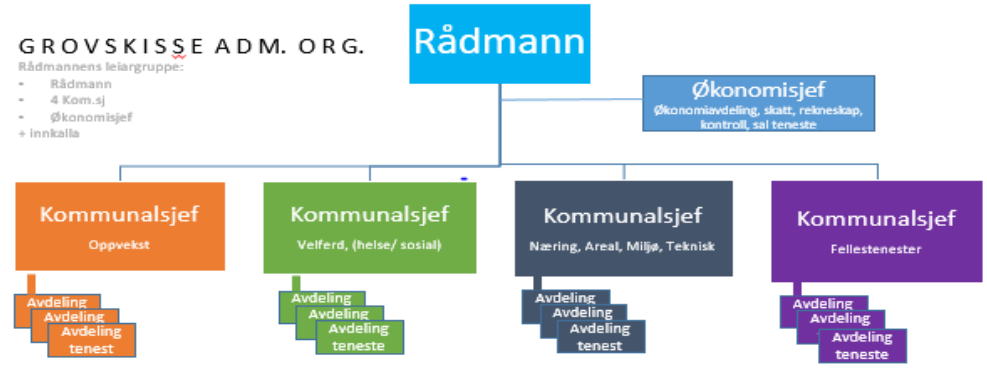 GROVSKISSE ADM. ORG.
Rådmannens leiargruppe:
- Rådmann
- 4 Kom.sj
- Økonomisjef
+ innkalla
Rådmann
Økonomisjef
Økonomiavdeling, skatt, rekneskap,
kontroll, sal teneste
Kommunalsjef
Oppvekst
Avdeling
Avdeling
Avdeling
tenest
Kommunalsjef
Velferd, (helse/ sosial)
Avdeling
Avdeling
Avdeling
teneste
Kommunalsjef
Næring, Areal, Miljø, Teknisk
Avdeling
Avdeling
Avdeling
tenest
Kommunalsjef
Fellestenester
Avdeling
Avdeling
Avdeling
teneste